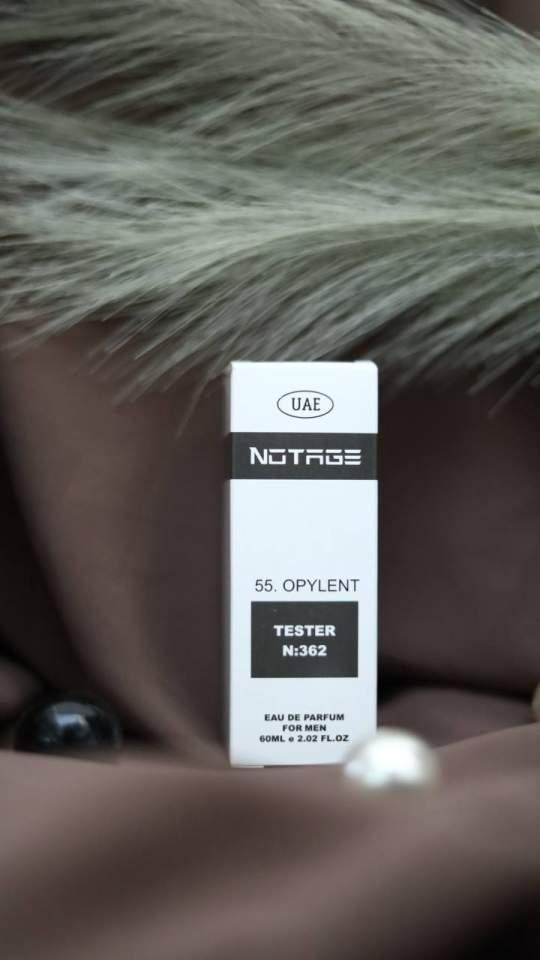 UAE
NOTAGE
55. OPYLENT
TESTER
N:362
EAU DE PARFUM
FOR MEN
60ML e 2.02 FL.OZ